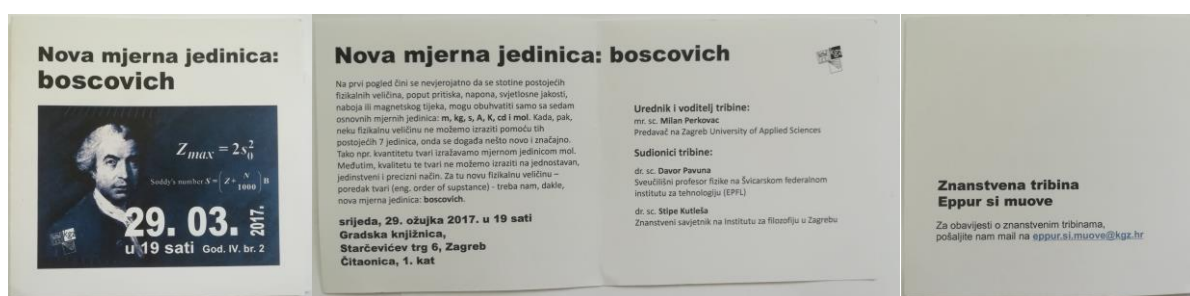 Nova mjerna jedinica:
boscovich
Zmax = 2s₀²
Soddy's number S = (Z + N/1000) B
29. 03. 2017.
u 19 sati God. IV. br. 2
Nova mjerna jedinica: boscovich
Na prvi pogled čini se nevjerojatno da se stotine postojećih
fizikalnih veličina, poput pritiska, napona, svjetlosne jakosti,
naboja ili magnetskog tijeka, mogu obuhvatiti samo sa sedam
osnovnih mjernih jedinica: m, kg, s, A, K, cd i mol. Kada, pak,
neku fizikalnu veličinu ne možemo izraziti pomoću tih
postojećih 7 jedinica, onda se događa nešto novo i značajno.
Tako npr. kvantitetu tvari izražavamo mjernom jedinicom mol.
Međutim, kvalitetu te tvari ne možemo izraziti na jednostavan,
jedinstveni i precizni način. Za tu novu fizikalnu veličinu –
poredak tvari (eng. order of supstance) - treba nam, dakle,
nova mjerna jedinica: boscovich.
srijeda, 29. ožujka 2017. u 19 sati
Gradska knjižnica,
Starčevićev trg 6, Zagreb
Čitaonica, 1. kat
Urednik i voditelj tribine:
mr. sc. Milan Perkovac
Predavač na Zagreb University of Applied Sciences
Sudionici tribine:
dr. sc. Davor Pavuna
Sveučilišni profesor fizike na Švicarskom federalnom
institutu za tehnologiju (EPFL)
dr. sc. Stipe Kutleša
Znanstveni savjetnik na Institutu za filozofiju u Zagrebu
Znanstvena tribina
Eppur si muove
Za obavijesti o znanstvenim tribinama,
pošaljite nam mail na eppur.si.muove@kgz.hr